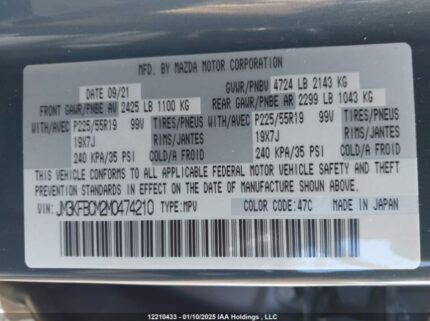 MFD. BY MAZDA MOTOR CORPORATION
DATE 09/21 GVWR/PNBV 4724 LB 2143 KG
FRONT GAWR/PNBE AV 2425 LB 1100 KG REAR GAWR/PNBE AR 2299 LB 1043 KG
WITH/AVEC P225/55R19 99V TIRES/PNEUS WITH/AVEC P225/55R19 99V TIRES/PNEUS
19X7J RIMS/JANTES 19X7J RIMS/JANTES
240 KPA/35 PSI COLD/A FROID 240 KPA/35 PSI COLD/A FROID
THIS VEHICLE CONFORMS TO ALL APPLICABLE FEDERAL MOTOR VEHICLE SAFETY AND
THEFT PREVENTION STANDARDS IN EFFECT ON THE DATE OF MANUFACTURE SHOWN ABOVE.
VIN: JM3KFBCM2M0474210 TYPE:MPV COLOR CODE: 47C MADE IN JAPAN
12210433 - 01/10/2025 IAA Holdings, LLC